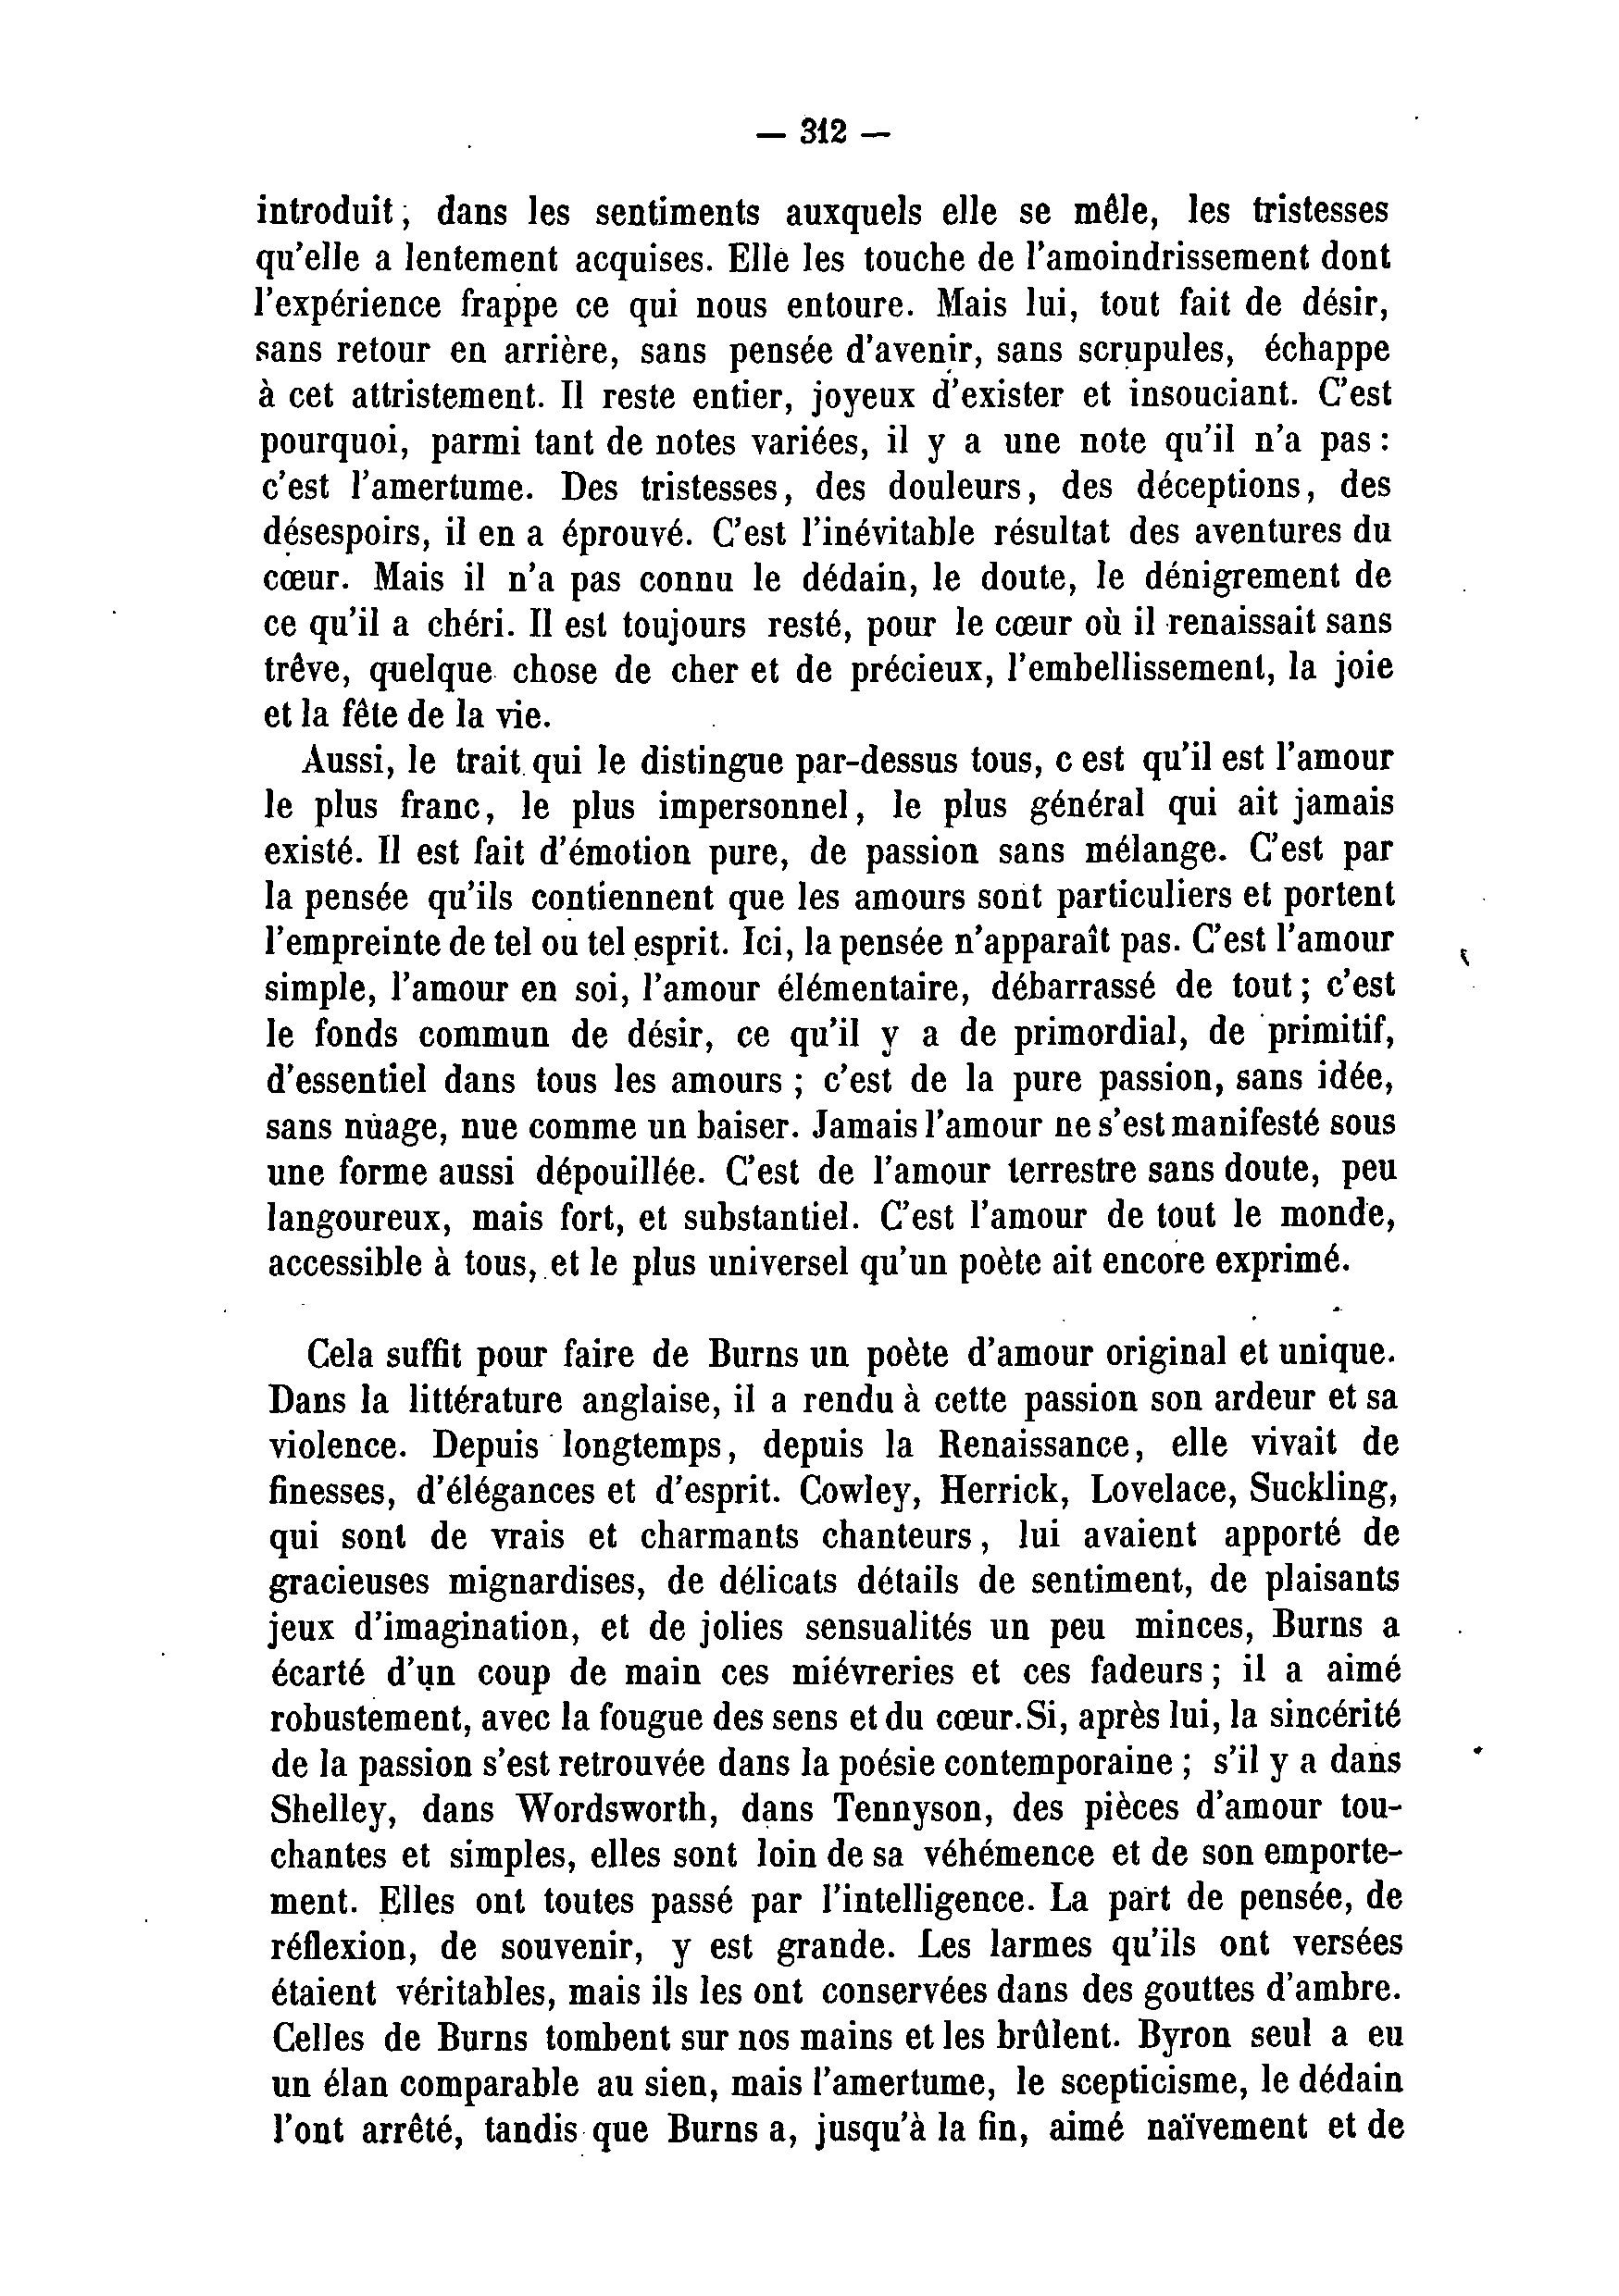 — 312 —
introduit, dans les sentiments auxquels elle se mêle, les tristesses
qu'elle a lentement acquises. Elle les touche de l'amoindrissement dont
l'expérience frappe ce qui nous entoure. Mais lui, tout fait de désir,
sans retour en arrière, sans pensée d'avenir, sans scrupules, échappe
à cet attristement. Il reste entier, joyeux d'exister et insouciant. C'est
pourquoi, parmi tant de notes variées, il y a une note qu'il n'a pas :
c'est l'amertume. Des tristesses, des douleurs, des déceptions, des
désespoirs, il en a éprouvé. C'est l'inévitable résultat des aventures du
cœur. Mais il n'a pas connu le dédain, le doute, le dénigrement de
ce qu'il a chéri. Il est toujours resté, pour le cœur où il renaissait sans
trêve, quelque chose de cher et de précieux, l'embellissement, la joie
et la fête de la vie.
Aussi, le trait qui le distingue par-dessus tous, c est qu'il est l'amour
le plus franc, le plus impersonnel, le plus général qui ait jamais
existé. Il est fait d'émotion pure, de passion sans mélange. C'est par
la pensée qu'ils contiennent que les amours sont particuliers et portent
l'empreinte de tel ou tel esprit. Ici, la pensée n'apparaît pas. C'est l'amour
simple, l'amour en soi, l'amour élémentaire, débarrassé de tout ; c'est
le fonds commun de désir, ce qu'il y a de primordial, de primitif,
d'essentiel dans tous les amours ; c'est de la pure passion, sans idée,
sans nuage, nue comme un baiser. Jamais l'amour ne s'est manifesté sous
une forme aussi dépouillée. C'est de l'amour terrestre sans doute, peu
langoureux, mais fort, et substantiel. C'est l'amour de tout le monde,
accessible à tous, et le plus universel qu'un poète ait encore exprimé.
Cela suffit pour faire de Burns un poète d'amour original et unique.
Dans la littérature anglaise, il a rendu à cette passion son ardeur et sa
violence. Depuis longtemps, depuis la Renaissance, elle vivait de
finesses, d'élégances et d'esprit. Cowley, Herrick, Lovelace, Suckling,
qui sont de vrais et charmants chanteurs, lui avaient apporté de
gracieuses mignardises, de délicats détails de sentiment, de plaisants
jeux d'imagination, et de jolies sensualités un peu minces, Burns a
écarté d'un coup de main ces miévreries et ces fadeurs ; il a aimé
robustement, avec la fougue des sens et du cœur. Si, après lui, la sincérité
de la passion s'est retrouvée dans la poésie contemporaine ; s'il y a dans
Shelley, dans Wordsworth, dans Tennyson, des pièces d'amour tou-
chantes et simples, elles sont loin de sa véhémence et de son emporte-
ment. Elles ont toutes passé par l'intelligence. La part de pensée, de
réflexion, de souvenir, y est grande. Les larmes qu'ils ont versées
étaient véritables, mais ils les ont conservées dans des gouttes d'ambre.
Celles de Burns tombent sur nos mains et les brûlent. Byron seul a eu
un élan comparable au sien, mais l'amertume, le scepticisme, le dédain
l'ont arrêté, tandis que Burns a, jusqu'à la fin, aimé naïvement et de